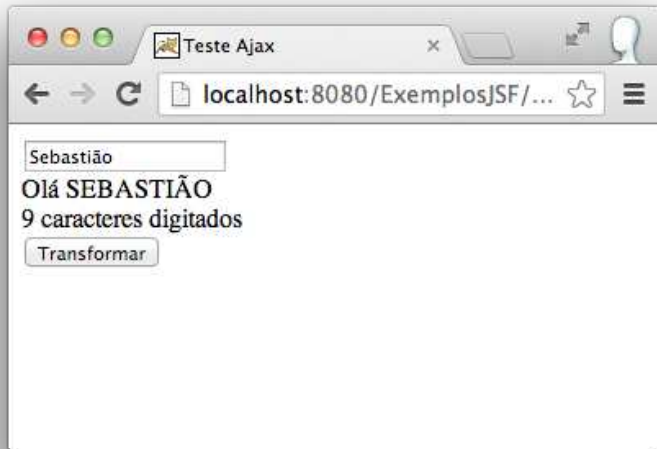 Teste Ajax
localhost:8080/ExemplosJSF/...
Sebastião
Olá SEBASTIÃO
9 caracteres digitados
Transformar